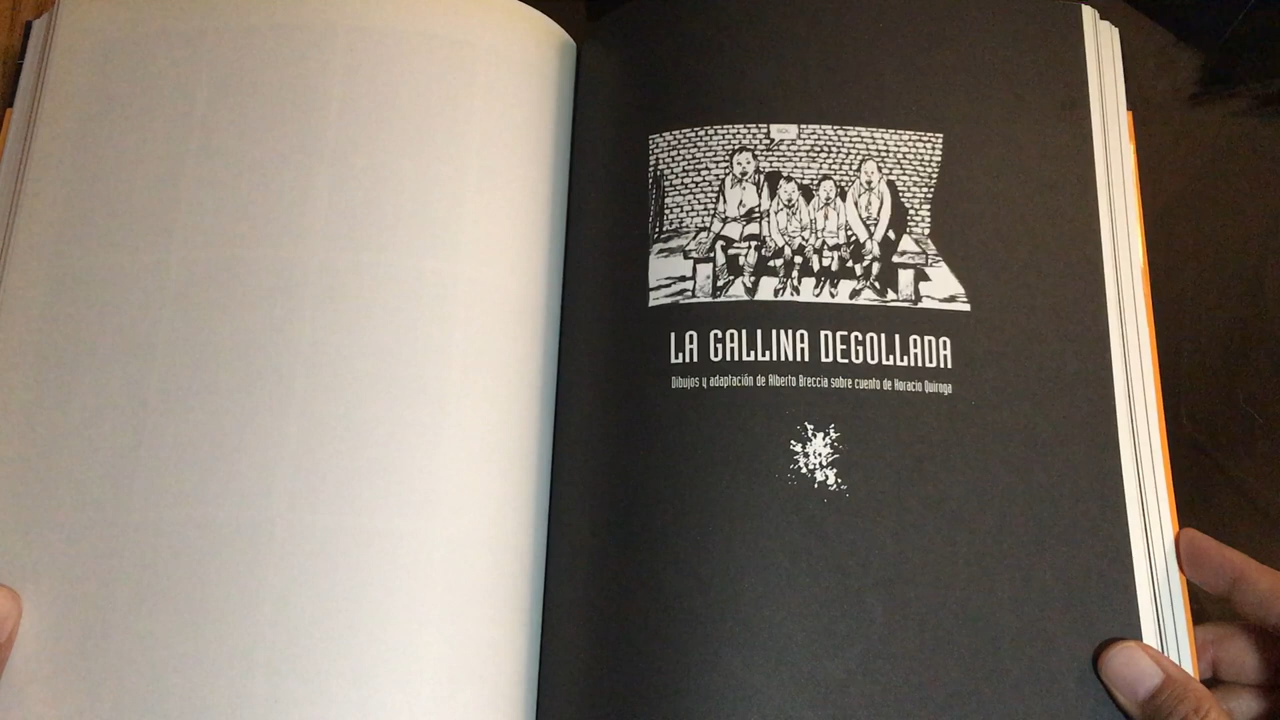 LA GALLINA DEGOLLADA
Dibujos y adaptación de Alberto Breccia sobre cuento de Horacio Quiroga